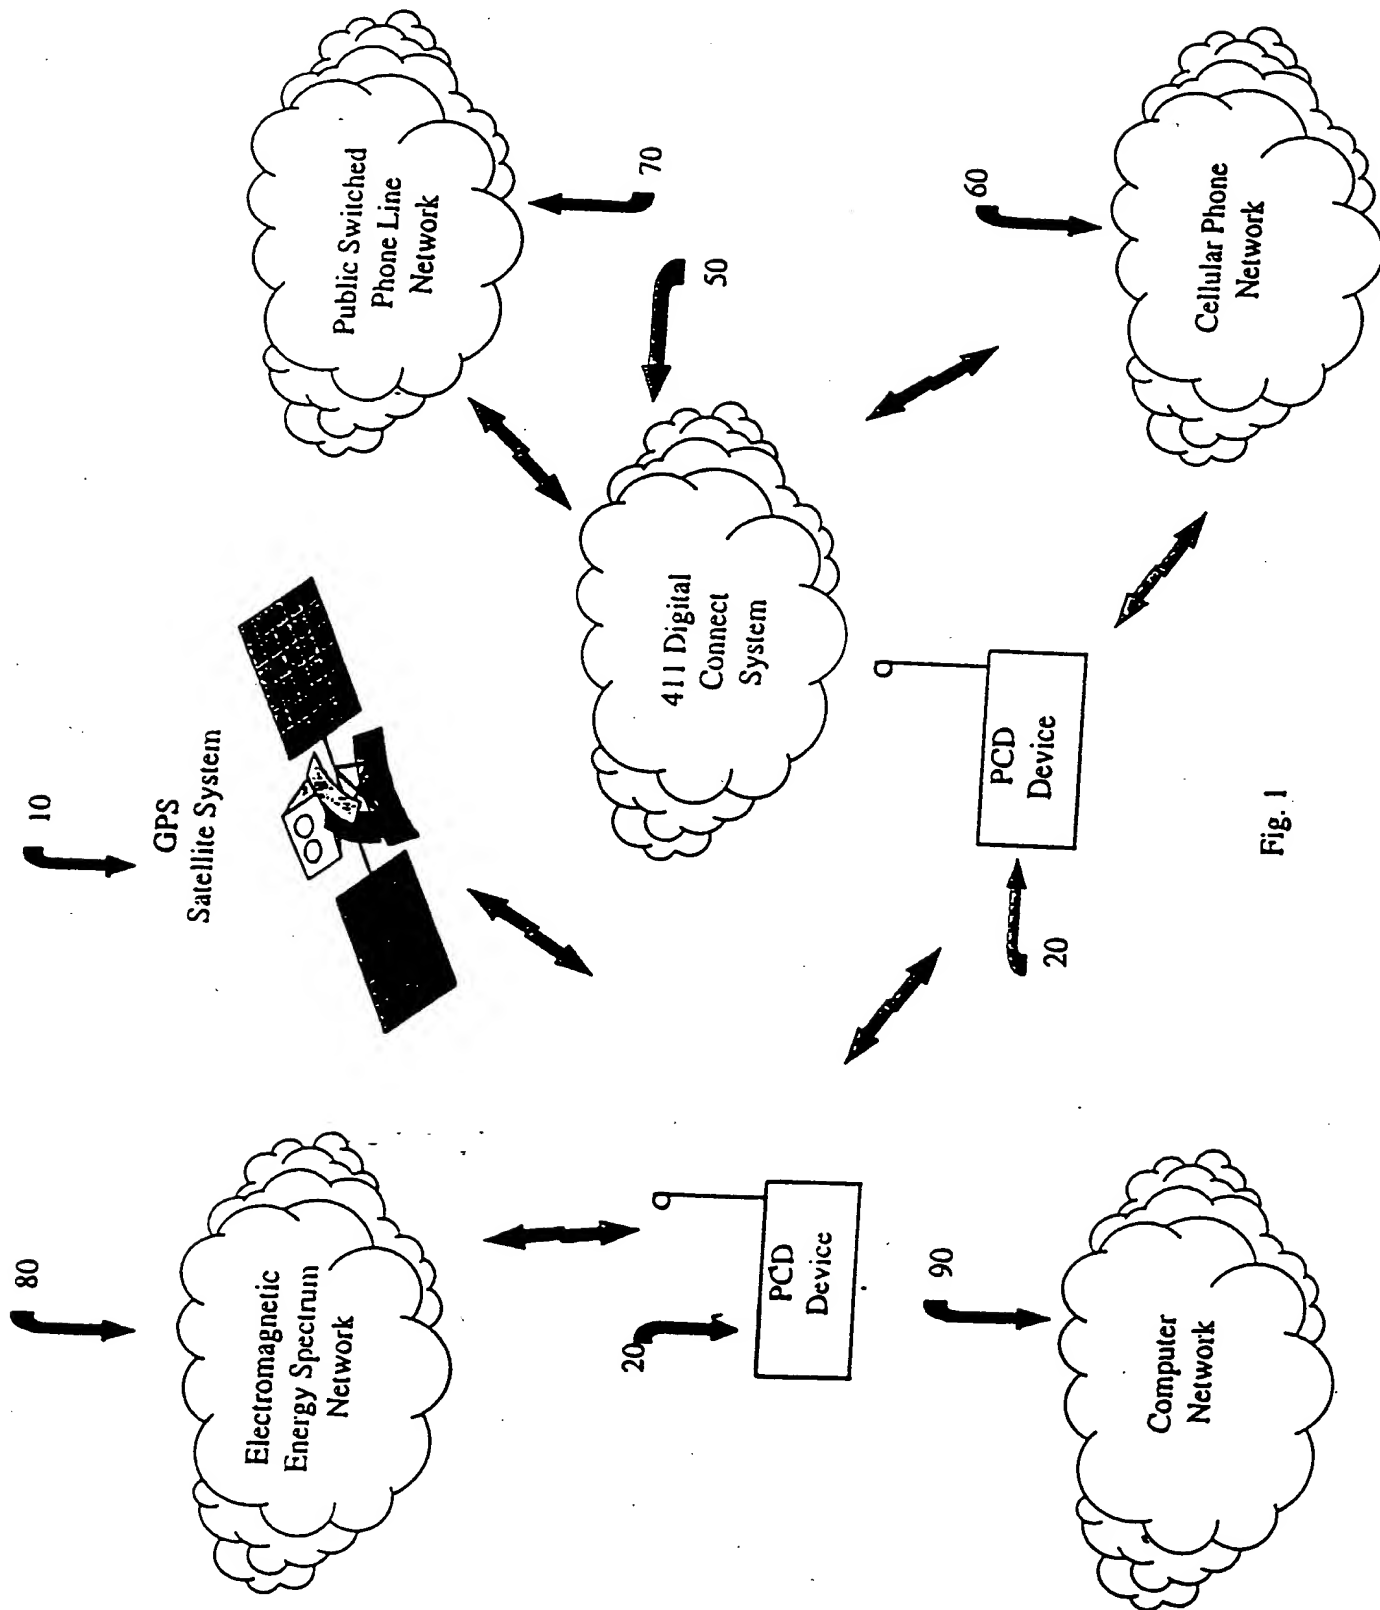 80
Electromagnetic
Energy Spectrum
Network
10
GPS
Satellite System
Public Switched
Phone Line
Network
70
50
411 Digital
Connect
System
20
PCD
Device
20
PCD
Device
60
Cellular Phone
Network
90
Computer
Network
Fig. 1